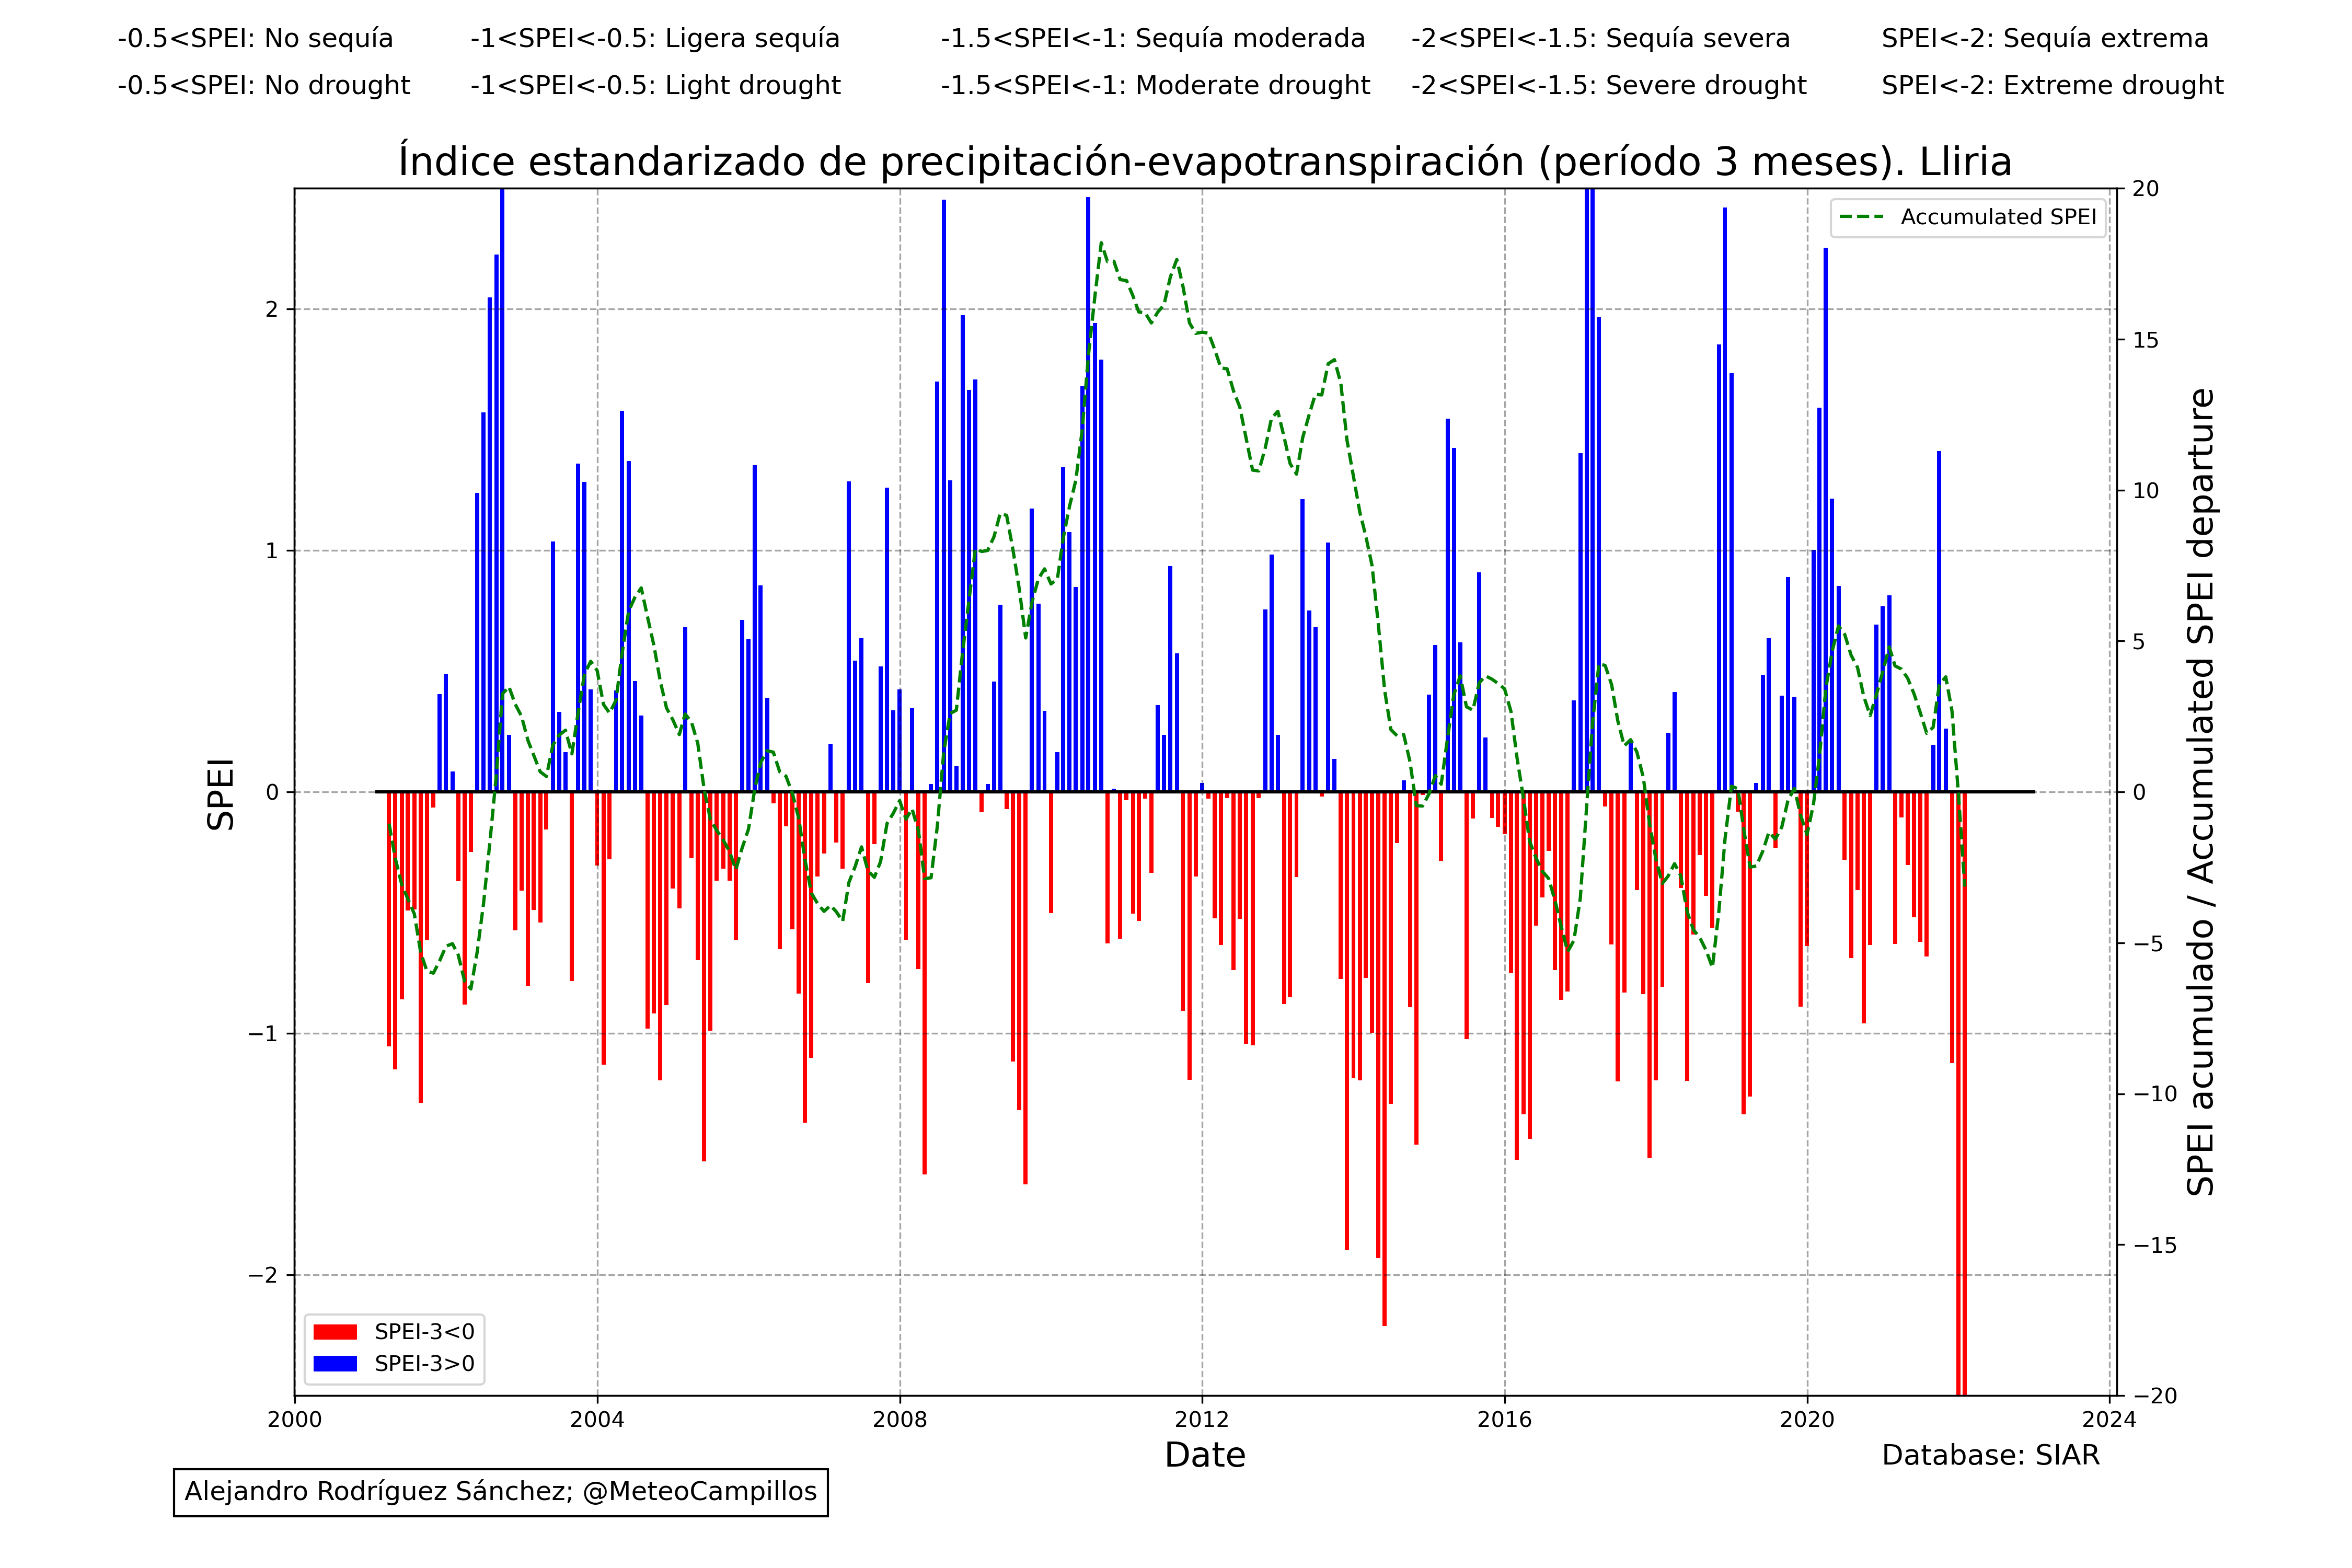 -0.5<SPEI: No sequía -1<SPEI<-0.5: Ligera sequía -1.5<SPEI<-1: Sequía moderada -2<SPEI<-1.5: Sequía severa SPEI<-2: Sequía extrema
-0.5<SPEI: No drought -1<SPEI<-0.5: Light drought -1.5<SPEI<-1: Moderate drought -2<SPEI<-1.5: Severe drought SPEI<-2: Extreme drought
Índice estandarizado de precipitación-evapotranspiración (período 3 meses). Lliria
Accumulated SPEI
SPEI
2
1
0
−1
−2
20
15
10
5
0
−5
−10
−15
−20
SPEI acumulado / Accumulated SPEI departure
SPEI-3<0
SPEI-3>0
2000 2004 2008 2012 2016 2020 2024
Date
Database: SIAR
Alejandro Rodríguez Sánchez; @MeteoCampillos